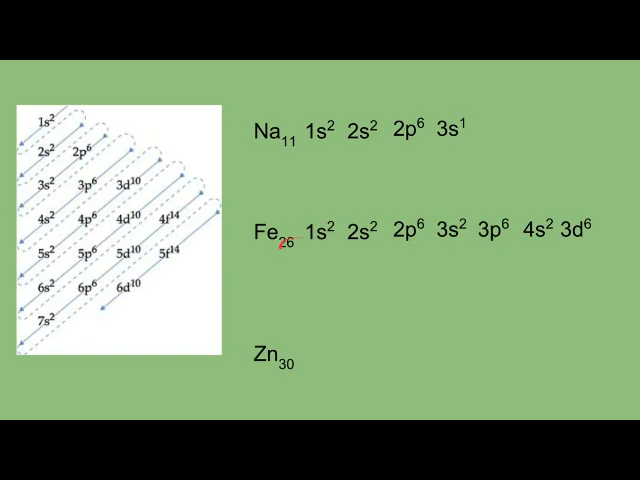 1s²
2s² 2p⁶
3s² 3p⁶ 3d¹⁰
4s² 4p⁶ 4d¹⁰ 4f¹⁴
5s² 5p⁶ 5d¹⁰ 5f¹⁴
6s² 6p⁶ 6d¹⁰
7s²
Na₁₁ 1s² 2s² 2p⁶ 3s¹
Fe₂₆ 1s² 2s² 2p⁶ 3s² 3p⁶ 4s² 3d⁶
Zn₃₀